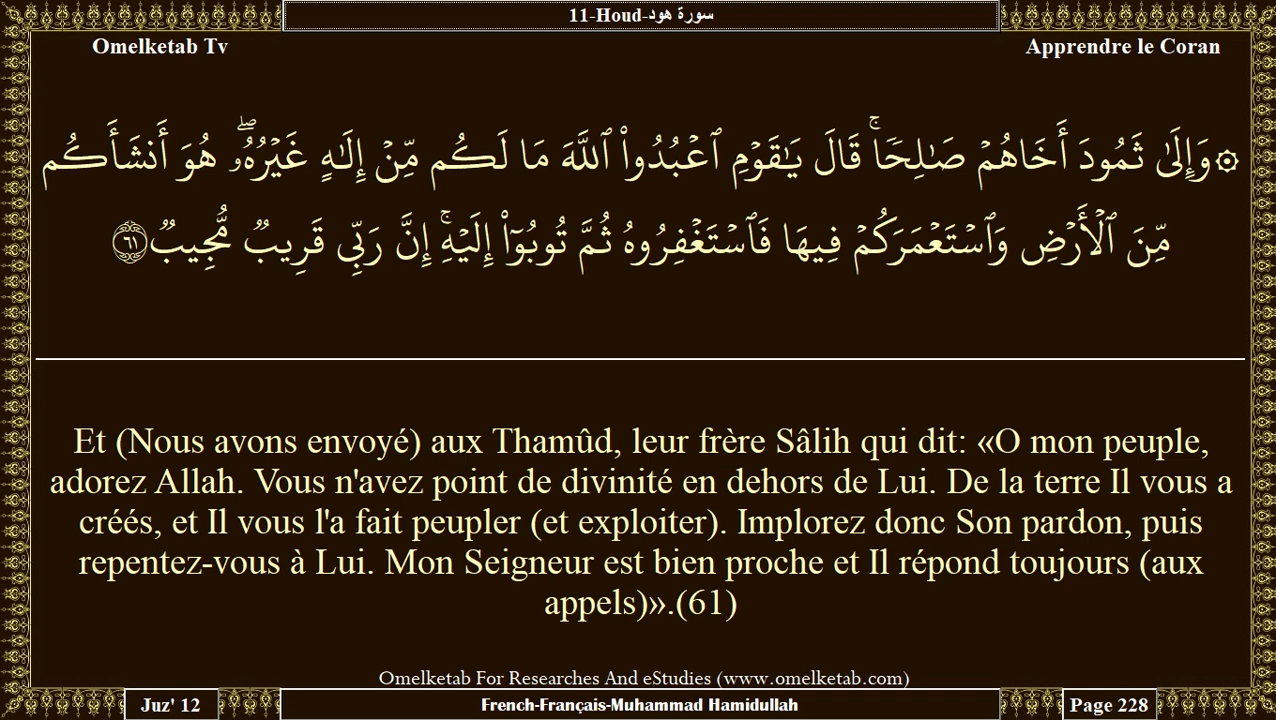 11-Houd-سورة هود
Omelketab Tv
Apprendre le Coran
۞وَإِلَىٰ ثَمُودَ أَخَاهُمْ صَـٰلِحًۭا ۚ قَالَ يَـٰقَوْمِ ٱعْبُدُوا۟ ٱللَّهَ مَا لَكُم مِّنْ إِلَـٰهٍ غَيْرُهُۥ ۖ هُوَ أَنشَأَكُم
مِّنَ ٱلْأَرْضِ وَٱسْتَعْمَرَكُمْ فِيهَا فَٱسْتَغْفِرُوهُ ثُمَّ تُوبُوٓا۟ إِلَيْهِ ۚ إِنَّ رَبِّى قَرِيبٌۭ مُّجِيبٌۭ ﴿٦١﴾
Et (Nous avons envoyé) aux Thamûd, leur frère Sâlih qui dit: «O mon peuple,
adorez Allah. Vous n'avez point de divinité en dehors de Lui. De la terre Il vous a
créés, et Il vous l'a fait peupler (et exploiter). Implorez donc Son pardon, puis
repentez-vous à Lui. Mon Seigneur est bien proche et Il répond toujours (aux
appels)».(61)
Omelketab For Researches And eStudies (www.omelketab.com)
Juz' 12
French-Français-Muhammad Hamidullah
Page 228